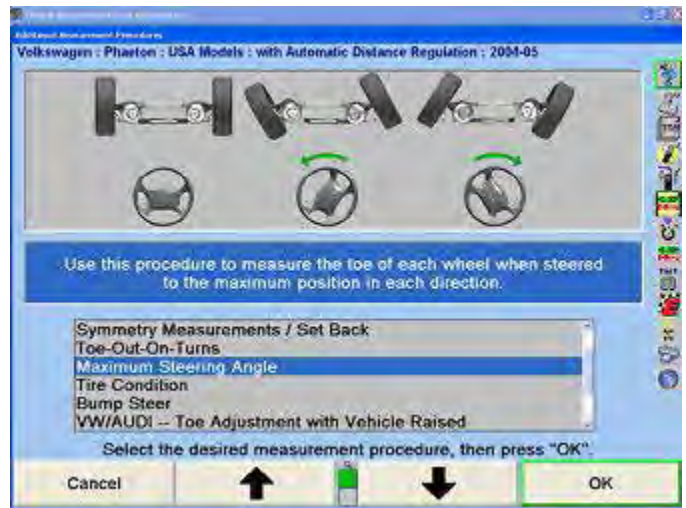 Additional Measurement Procedures
Volkswagen : Phaeton : USA Models : with Automatic Distance Regulation : 2004-05
Use this procedure to measure the toe of each wheel when steered
to the maximum position in each direction.
Symmetry Measurements / Set Back
Toe-Out-On-Turns
Maximum Steering Angle
Tire Condition
Bump Steer
VW/AUDI -- Toe Adjustment with Vehicle Raised
Select the desired measurement procedure, then press "OK".
Cancel
OK